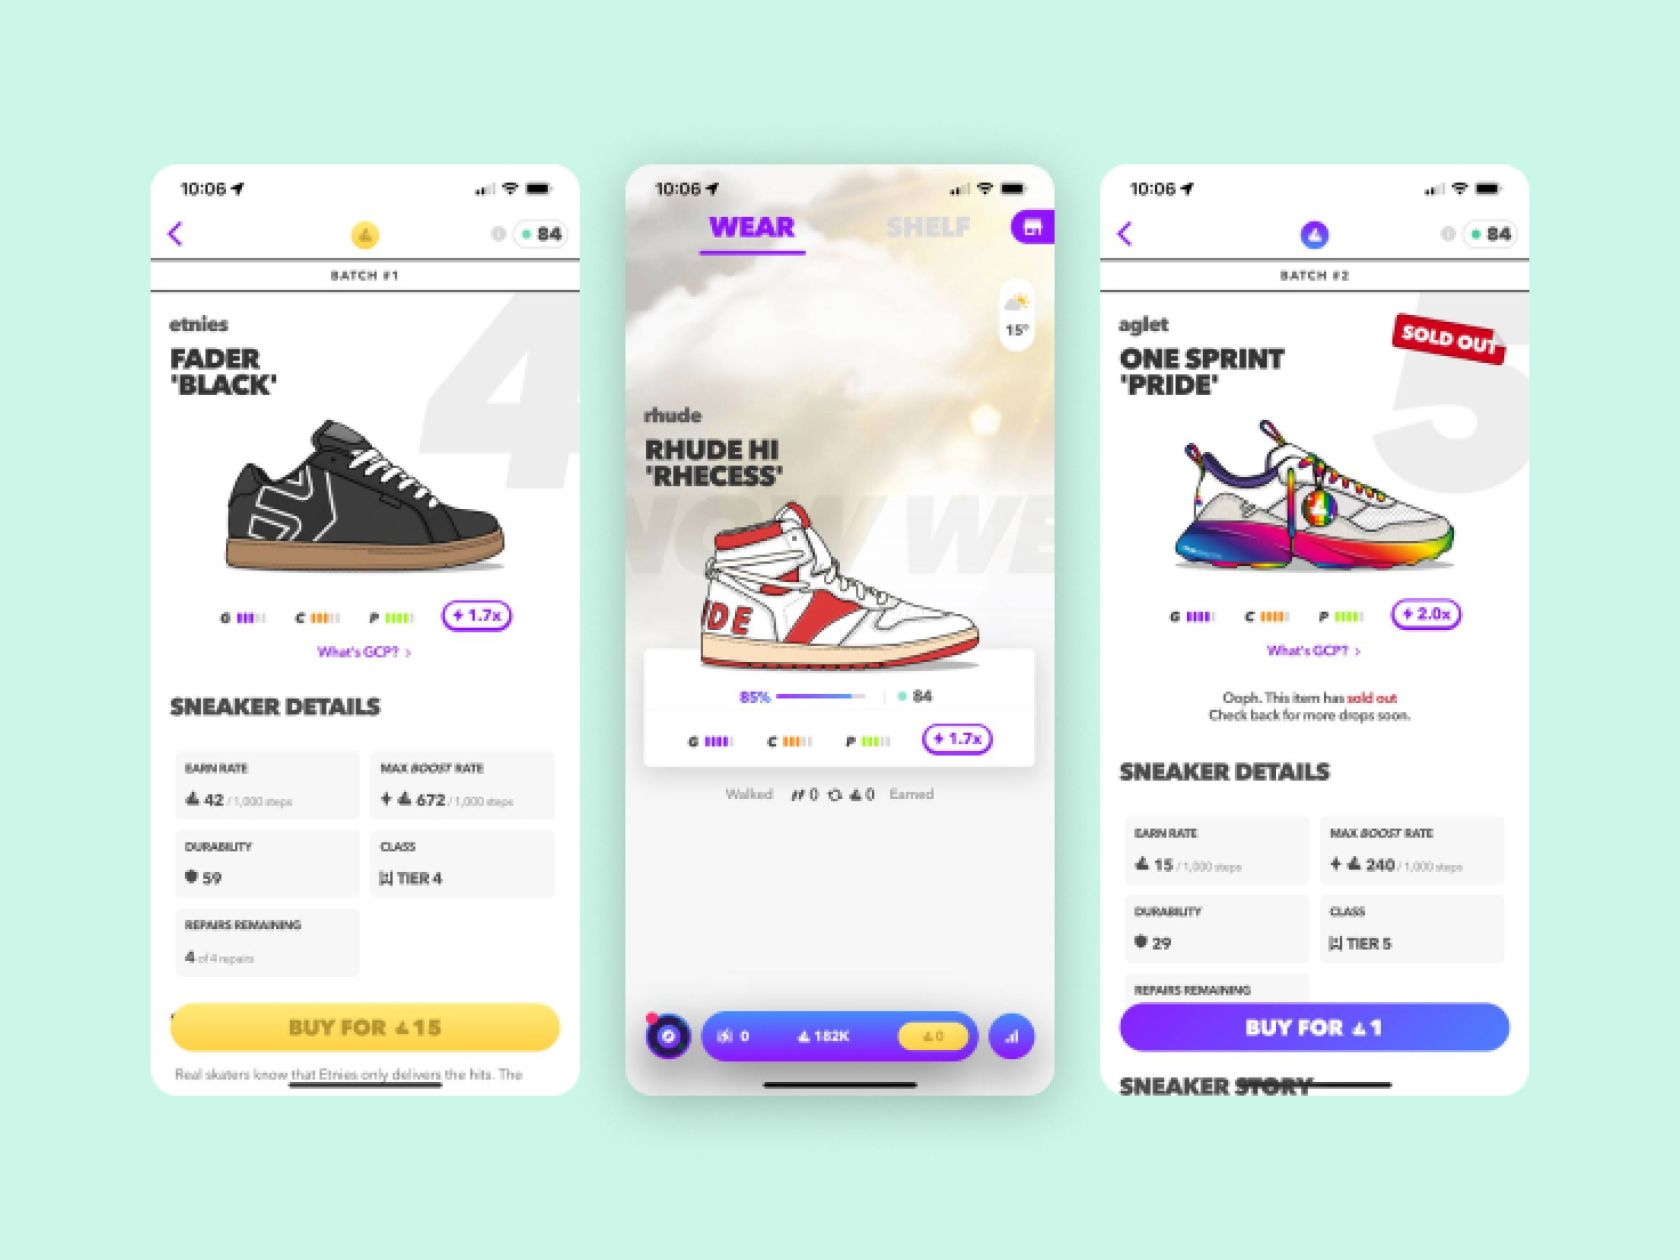 10:06
84
BATCH #1
etnies
FADER
'BLACK'
4
G C P 1.7x
What's GCP? >
SNEAKER DETAILS
EARN RATE
42 / 1,000 steps
MAX BOOST RATE
672 / 1,000 steps
DURABILITY
59
CLASS
TIER 4
REPAIRS REMAINING
4 of 4 repairs
BUY FOR 15
Real skaters know that Etnies only delivers the hits. The
10:06
WEAR SHELF
15°
rhude
RHUDE HI
'RHECESS'
NOW WE
DE
85% 84
G C P 1.7x
Walked 0 0 Earned
0 182K 0
10:06
84
BATCH #2
aglet
SOLD OUT
ONE SPRINT
'PRIDE'
5
G C P 2.0x
What's GCP? >
Ooph. This item has sold out
Check back for more drops soon.
SNEAKER DETAILS
EARN RATE
15 / 1,000 steps
MAX BOOST RATE
240 / 1,000 steps
DURABILITY
29
CLASS
TIER 5
REPAIRS REMAINING
BUY FOR 1
SNEAKER STORY